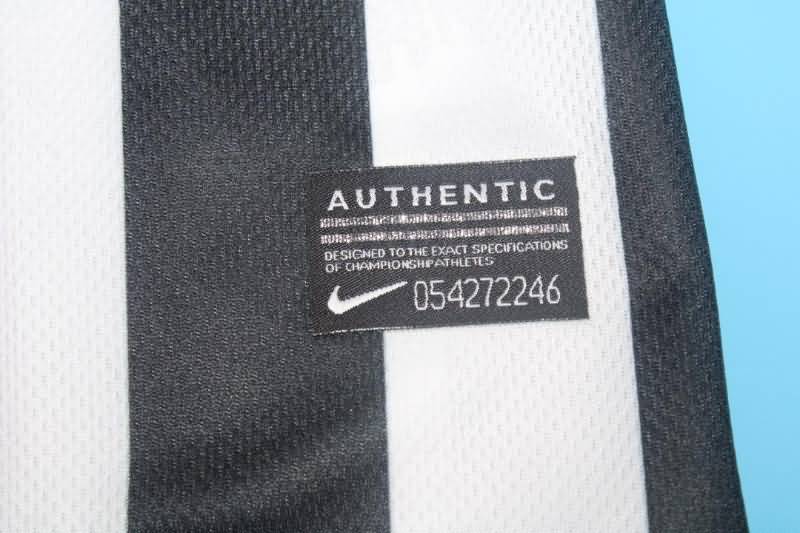 AUTHENTIC
DESIGNED TO THE EXACT SPECIFICATIONS
OF CHAMPIONSHIP ATHLETES
054272246